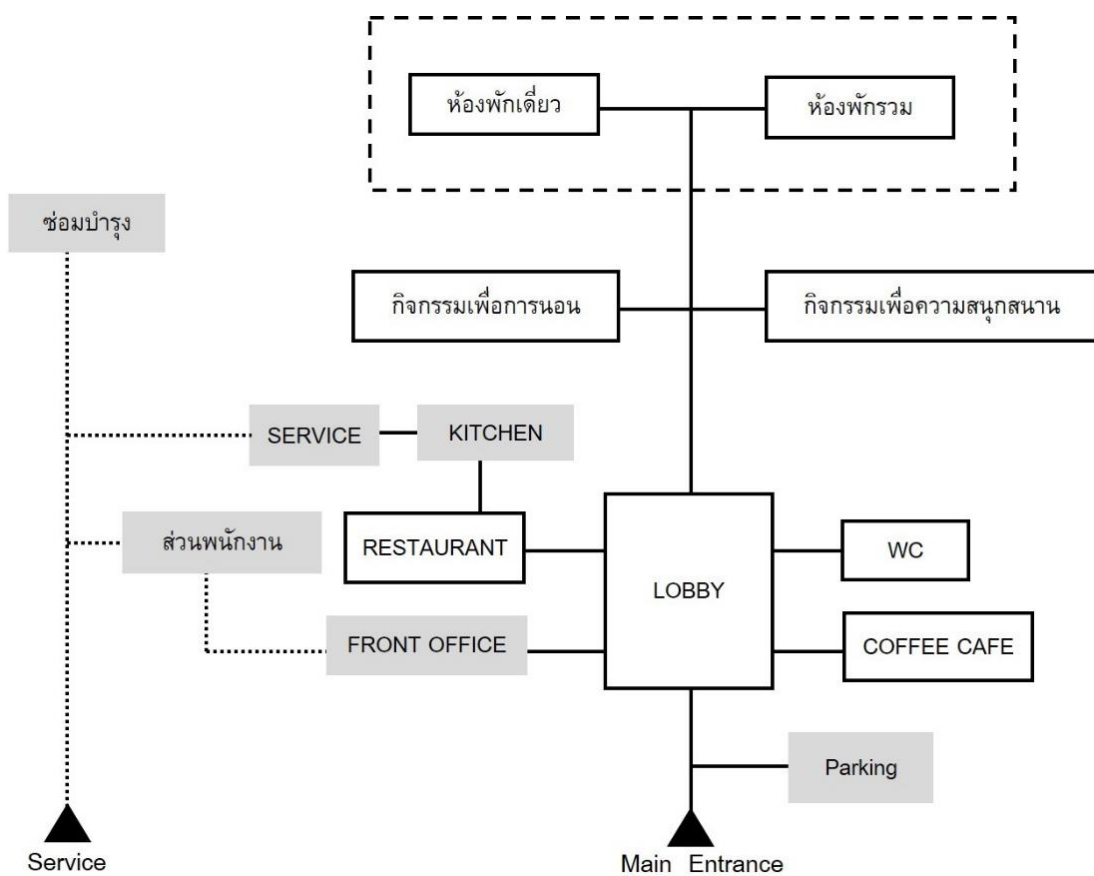 ห้องพักเดี่ยว
ห้องพักรวม
ซ่อมบำรุง
กิจกรรมเพื่อการนอน
กิจกรรมเพื่อความสนุกสนาน
SERVICE
KITCHEN
ส่วนพนักงาน
RESTAURANT
LOBBY
WC
FRONT OFFICE
COFFEE CAFE
Parking
Service
Main Entrance